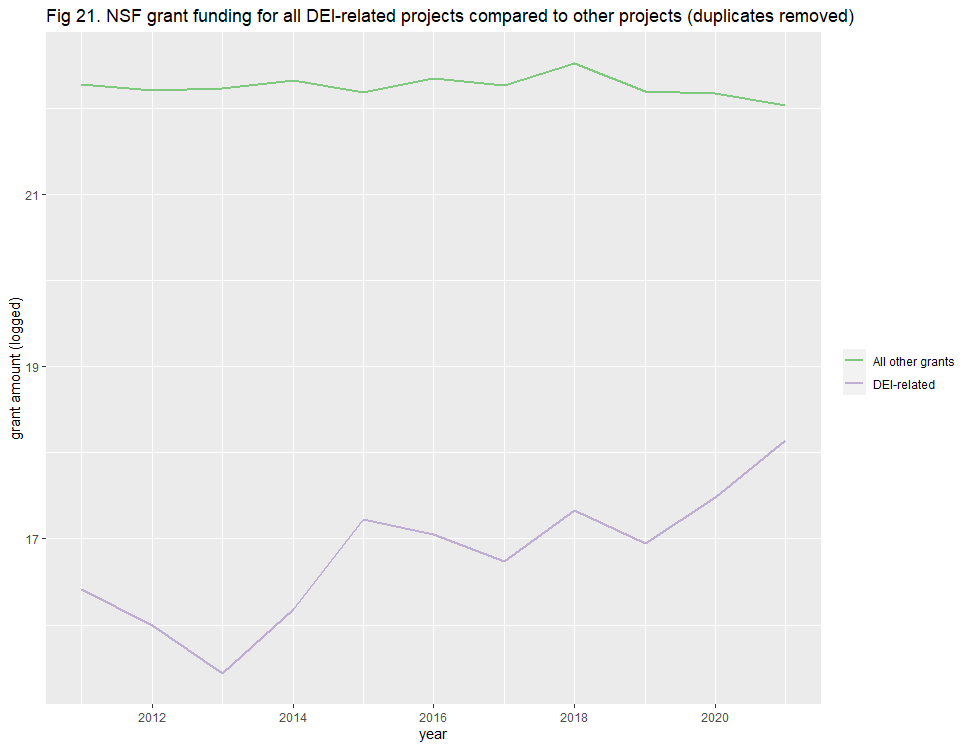 Fig 21. NSF grant funding for all DEI-related projects compared to other projects (duplicates removed)
21
19
17
grant amount (logged)
2012
2014
2016
2018
2020
year
All other grants
DEI-related